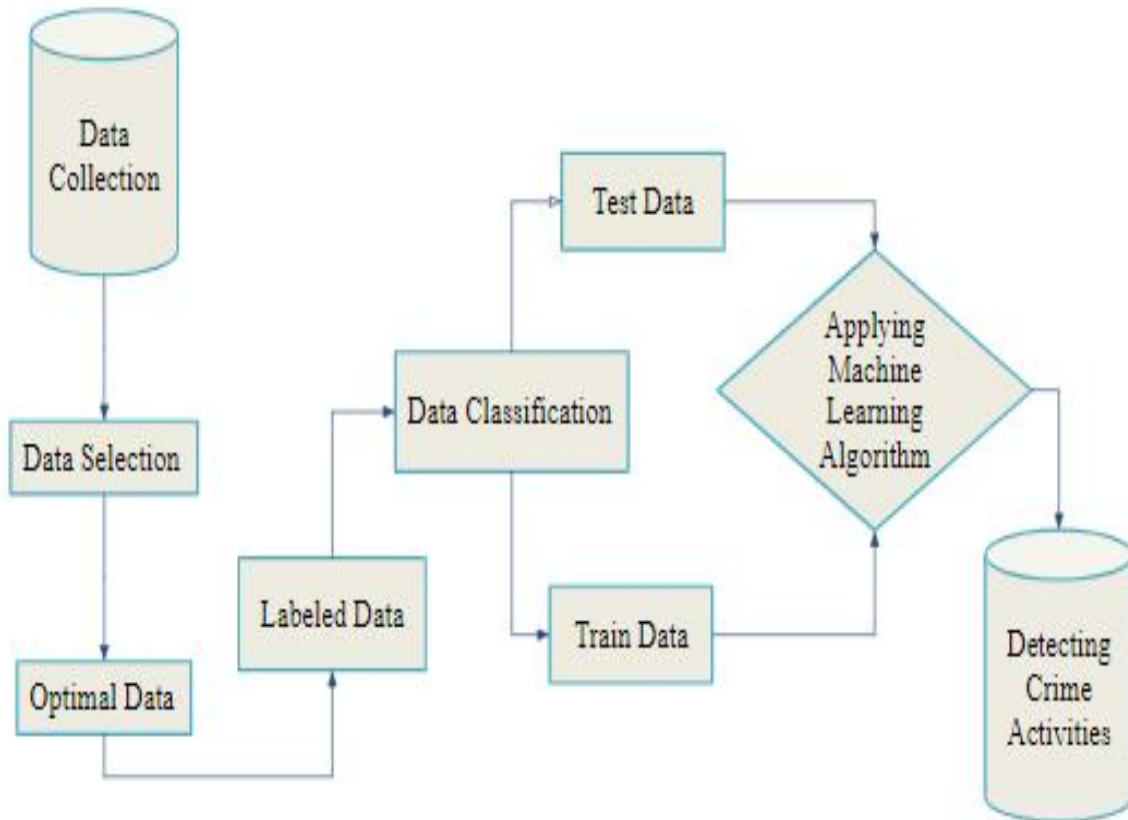 Data
Collection
Data Selection
Optimal Data
Labeled Data
Data Classification
Test Data
Train Data
Applying
Machine
Learning
Algorithm
Detecting
Crime
Activities